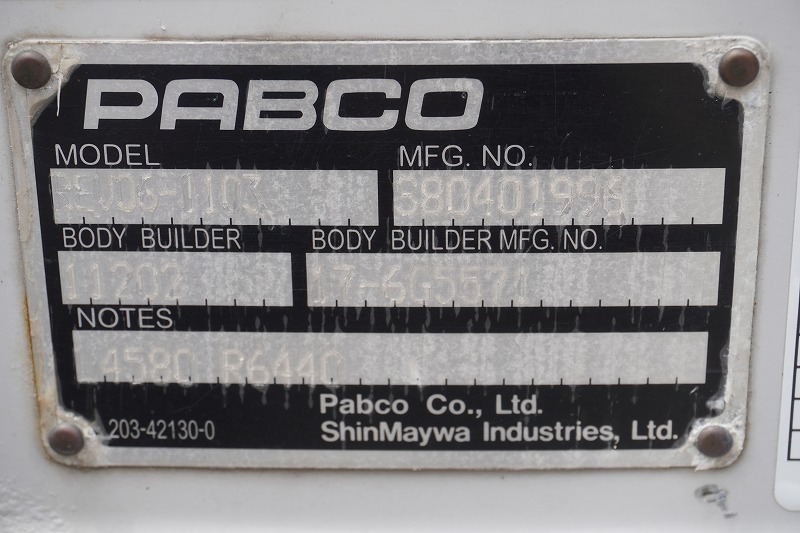 PABCO
MODEL MFG. NO.
BODY BUILDER BODY BUILDER MFG. NO.
11202
NOTES
4580 R6440
203-42130-0
Pabco Co., Ltd.
ShinMaywa Industries, Ltd.